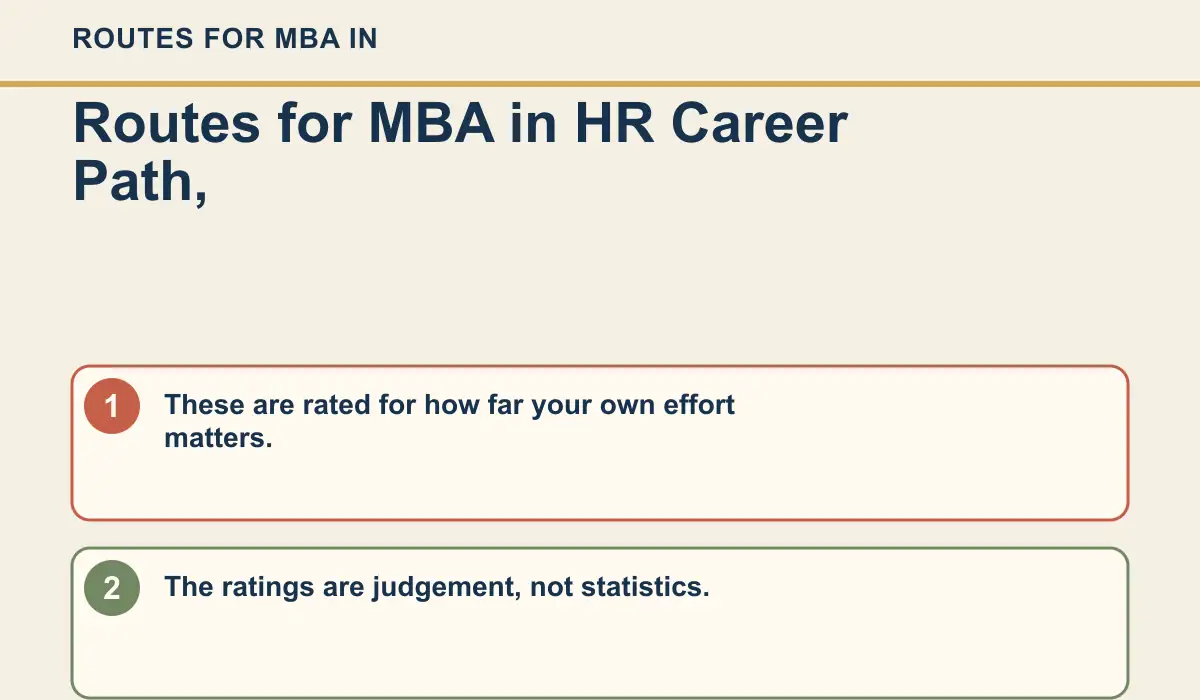 ROUTES FOR MBA IN
Routes for MBA in HR Career
Path,
1
These are rated for how far your own effort
matters.
2
The ratings are judgement, not statistics.